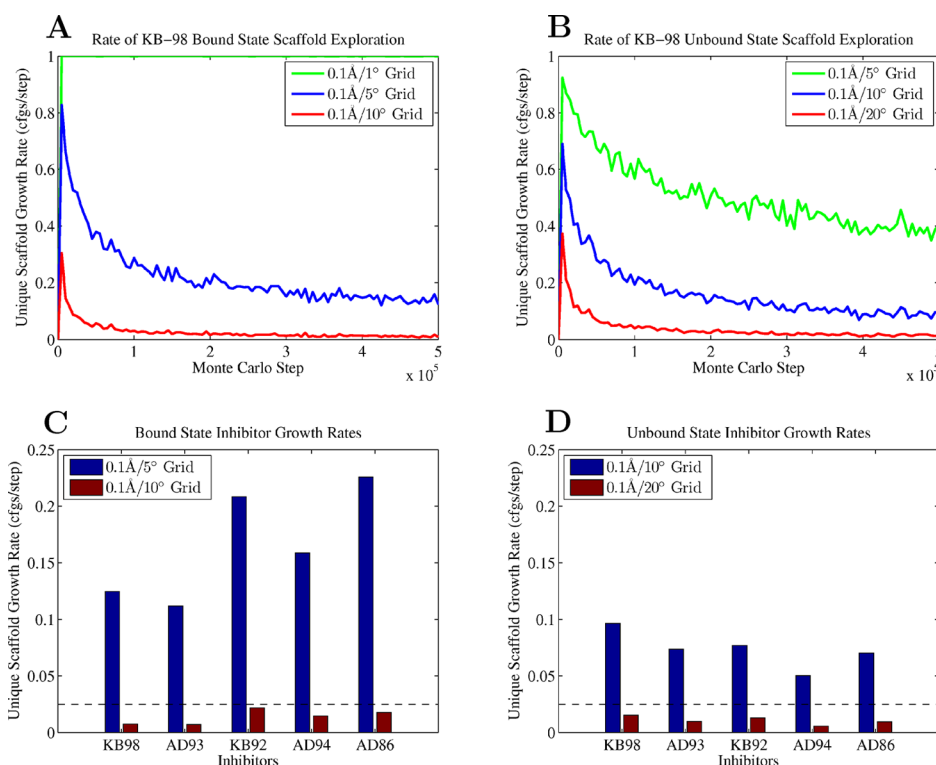 A
Rate of KB−98 Bound State Scaffold Exploration
Unique Scaffold Growth Rate (cfgs/step)
1
0.8
0.6
0.4
0.2
0
0.1Å/1° Grid
0.1Å/5° Grid
0.1Å/10° Grid
0 1 2 3 4 5
Monte Carlo Step
x 10⁵
B
Rate of KB−98 Unbound State Scaffold Exploration
Unique Scaffold Growth Rate (cfgs/step)
1
0.8
0.6
0.4
0.2
0
0.1Å/5° Grid
0.1Å/10° Grid
0.1Å/20° Grid
0 1 2 3 4
Monte Carlo Step
x 10
C
Bound State Inhibitor Growth Rates
Unique Scaffold Growth Rate (cfgs/step)
0.25
0.2
0.15
0.1
0.05
0
0.1Å/5° Grid
0.1Å/10° Grid
KB98 AD93 KB92 AD94 AD86
Inhibitors
D
Unbound State Inhibitor Growth Rates
Unique Scaffold Growth Rate (cfgs/step)
0.25
0.2
0.15
0.1
0.05
0
0.1Å/10° Grid
0.1Å/20° Grid
KB98 AD93 KB92 AD94 AD86
Inhibitors